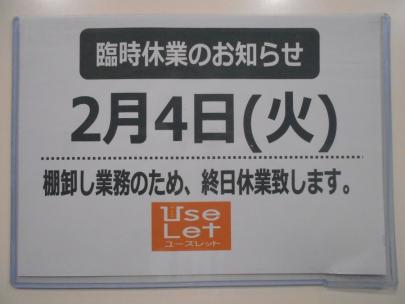 臨時休業のお知らせ
2月4日(火)
棚卸し業務のため、終日休業致します。
Use
Let
ユーズレット